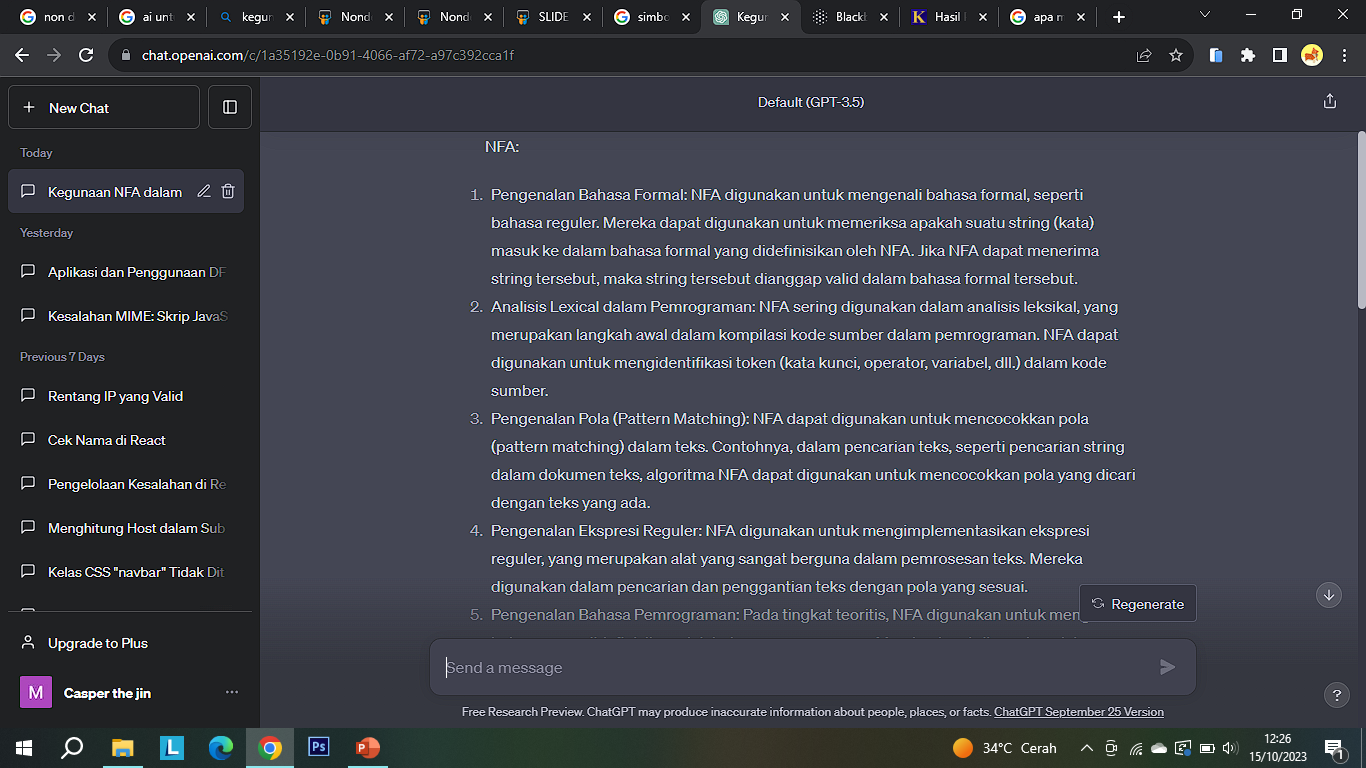 non d
ai unt
kegun
Nond
Nond
SLIDE
simbo
Kegur
Black
Hasil
apa m
chat.openai.com/c/1a35192e-0b91-4066-af72-a97c392cca1f
New Chat
Default (GPT-3.5)
Today
Kegunaan NFA dalam
Yesterday
Aplikasi dan Penggunaan DF
Kesalahan MIME: Skrip JavaS
Previous 7 Days
Rentang IP yang Valid
Cek Nama di React
Pengelolaan Kesalahan di Re
Menghitung Host dalam Sub
Kelas CSS "navbar" Tidak Dit
Upgrade to Plus
M
Casper the jin
NFA:
1. Pengenalan Bahasa Formal: NFA digunakan untuk mengenali bahasa formal, seperti
bahasa reguler. Mereka dapat digunakan untuk memeriksa apakah suatu string (kata)
masuk ke dalam bahasa formal yang didefinisikan oleh NFA. Jika NFA dapat menerima
string tersebut, maka string tersebut dianggap valid dalam bahasa formal tersebut.
2. Analisis Lexical dalam Pemrograman: NFA sering digunakan dalam analisis leksikal, yang
merupakan langkah awal dalam kompilasi kode sumber dalam pemrograman. NFA dapat
digunakan untuk mengidentifikasi token (kata kunci, operator, variabel, dll.) dalam kode
sumber.
3. Pengenalan Pola (Pattern Matching): NFA dapat digunakan untuk mencocokkan pola
(pattern matching) dalam teks. Contohnya, dalam pencarian teks, seperti pencarian string
dalam dokumen teks, algoritma NFA dapat digunakan untuk mencocokkan pola yang dicari
dengan teks yang ada.
4. Pengenalan Ekspresi Reguler: NFA digunakan untuk mengimplementasikan ekspresi
reguler, yang merupakan alat yang sangat berguna dalam pemrosesan teks. Mereka
digunakan dalam pencarian dan penggantian teks dengan pola yang sesuai.
5. Pengenalan Bahasa Pemrograman: Pada tingkat teoritis, NFA digunakan untuk meng
Regenerate
Send a message
Free Research Preview. ChatGPT may produce inaccurate information about people, places, or facts. ChatGPT September 25 Version
?
L
Ps
P
34°C Cerah
12:26
15/10/2023
1